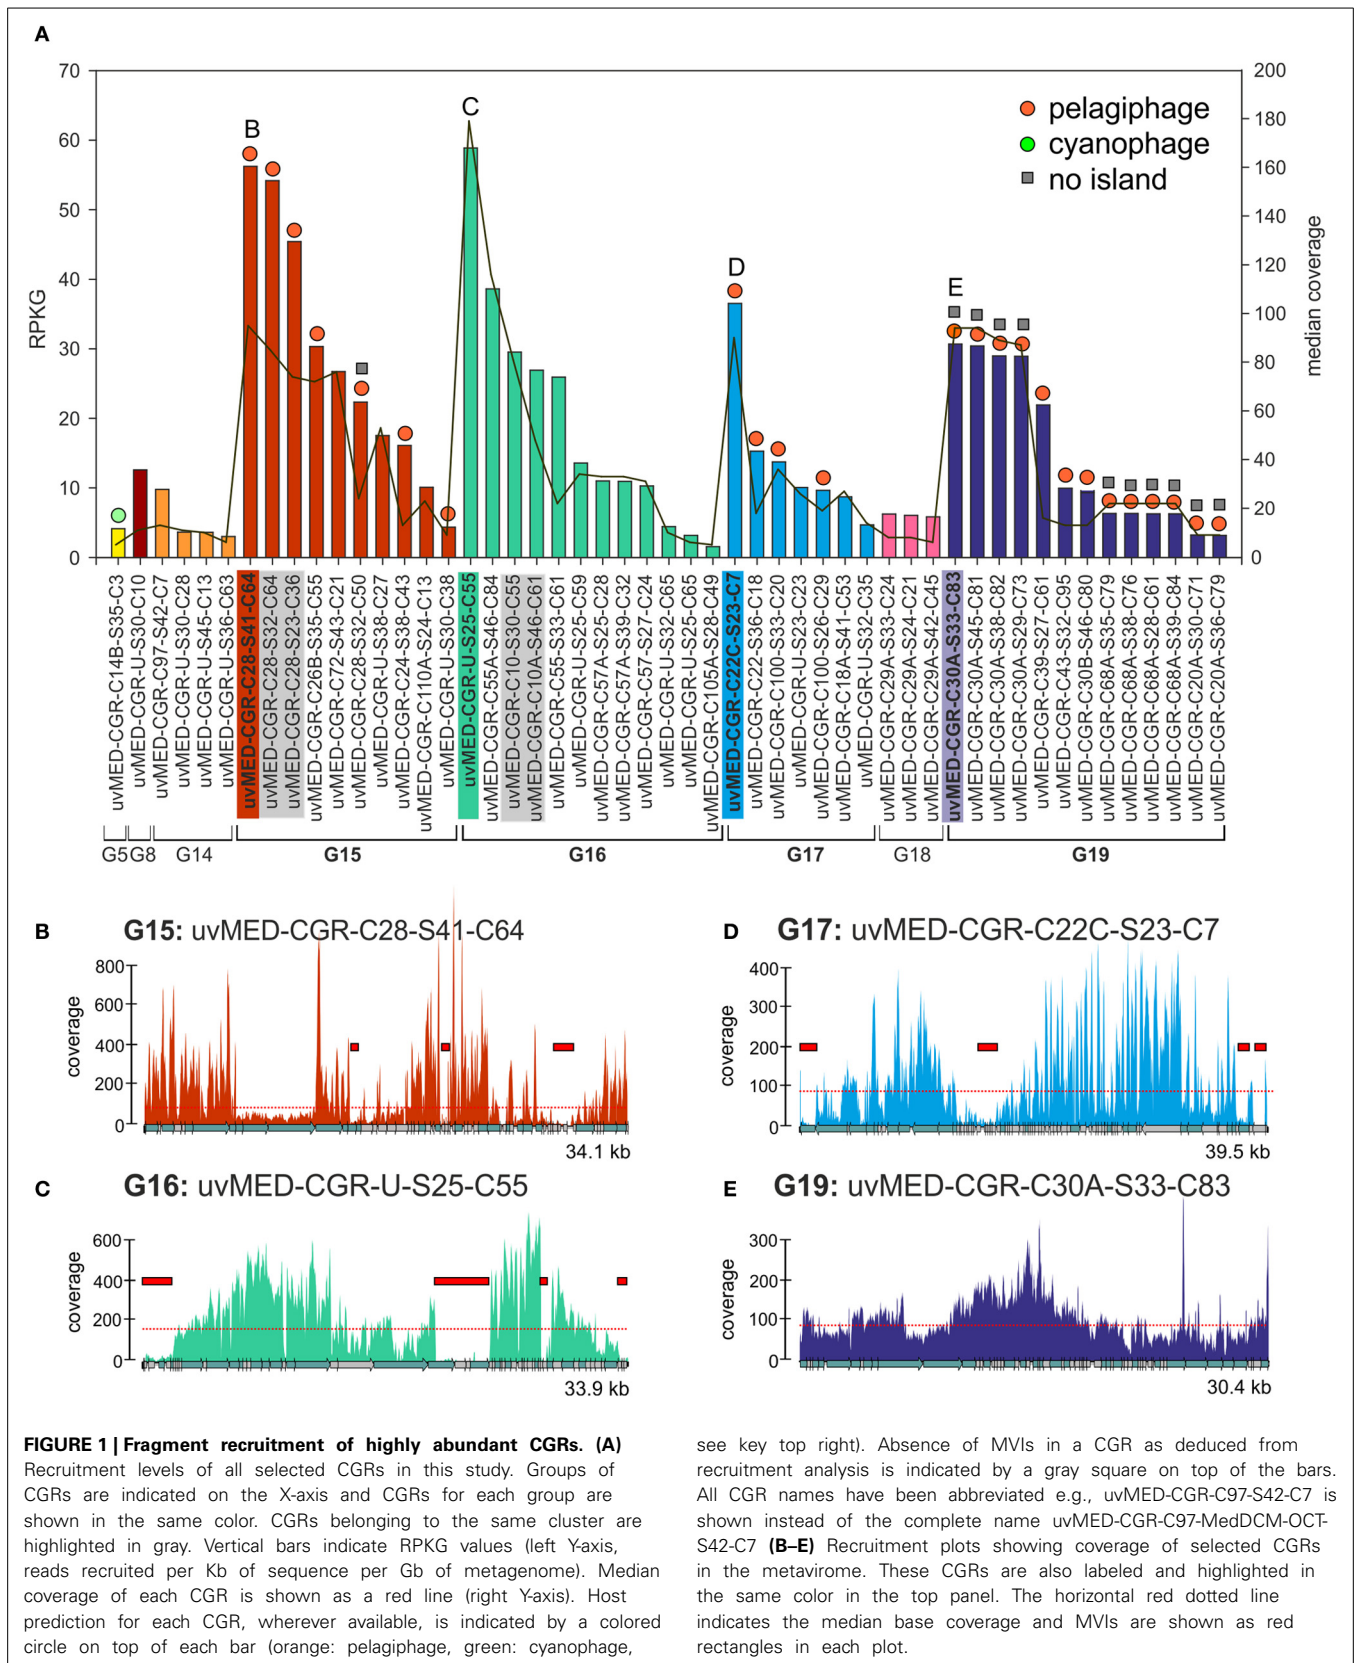 A
70
60
50
40
30
20
10
0
RPKG
200
180
160
140
120
100
80
60
40
20
0
median coverage
B
C
D
E
pelagiphage
cyanophage
no island
uvMED-CGR-C14B-S35-C3
uvMED-CGR-U-S30-C10
uvMED-CGR-C97-S42-C7
uvMED-CGR-U-S30-C28
uvMED-CGR-U-S45-C13
uvMED-CGR-U-S36-C63
uvMED-CGR-C28-S41-C64
uvMED-CGR-C28-S32-C64
uvMED-CGR-C28-S23-C36
uvMED-CGR-C26B-S35-C55
uvMED-CGR-C72-S43-C21
uvMED-CGR-C28-S32-C50
uvMED-CGR-U-S38-C27
uvMED-CGR-C24-S38-C43
uvMED-CGR-C110A-S24-C13
uvMED-CGR-U-S30-C38
uvMED-CGR-U-S25-C55
uvMED-CGR-C55A-S46-C84
uvMED-CGR-C10-S30-C55
uvMED-CGR-C10A-S46-C61
uvMED-CGR-C55-S33-C61
uvMED-CGR-U-S25-C59
uvMED-CGR-C57A-S25-C28
uvMED-CGR-C57A-S39-C32
uvMED-CGR-C57-S27-C24
uvMED-CGR-U-S32-C65
uvMED-CGR-U-S25-C65
uvMED-CGR-C105A-S28-C49
uvMED-CGR-C22C-S23-C7
uvMED-CGR-C22-S36-C18
uvMED-CGR-C100-S33-C20
uvMED-CGR-U-S23-C23
uvMED-CGR-C100-S26-C29
uvMED-CGR-C18A-S41-C53
uvMED-CGR-U-S32-C35
uvMED-CGR-C29A-S33-C24
uvMED-CGR-C29A-S24-C21
uvMED-CGR-C29A-S42-C45
uvMED-CGR-C30A-S33-C83
uvMED-CGR-C30A-S45-C81
uvMED-CGR-C30A-S38-C82
uvMED-CGR-C30A-S29-C73
uvMED-CGR-C39-S27-C61
uvMED-CGR-C43-S32-C95
uvMED-CGR-C30B-S46-C80
uvMED-CGR-C68A-S35-C79
uvMED-CGR-C68A-S38-C76
uvMED-CGR-C68A-S28-C61
uvMED-CGR-C68A-S39-C84
uvMED-CGR-C20A-S30-C71
uvMED-CGR-C20A-S36-C79
G5 G8 G14 G15 G16 G17 G18 G19
B G15: uvMED-CGR-C28-S41-C64
coverage
800
600
400
200
0
34.1 kb
D G17: uvMED-CGR-C22C-S23-C7
coverage
400
300
200
100
0
39.5 kb
C G16: uvMED-CGR-U-S25-C55
coverage
600
400
200
0
33.9 kb
E G19: uvMED-CGR-C30A-S33-C83
coverage
300
200
100
0
30.4 kb
FIGURE 1 | Fragment recruitment of highly abundant CGRs. (A)
Recruitment levels of all selected CGRs in this study. Groups of
CGRs are indicated on the X-axis and CGRs for each group are
shown in the same color. CGRs belonging to the same cluster are
highlighted in gray. Vertical bars indicate RPKG values (left Y-axis,
reads recruited per Kb of sequence per Gb of metagenome). Median
coverage of each CGR is shown as a red line (right Y-axis). Host
prediction for each CGR, wherever available, is indicated by a colored
circle on top of each bar (orange: pelagiphage, green: cyanophage,
see key top right). Absence of MVIs in a CGR as deduced from
recruitment analysis is indicated by a gray square on top of the bars.
All CGR names have been abbreviated e.g., uvMED-CGR-C97-S42-C7 is
shown instead of the complete name uvMED-CGR-C97-MedDCM-OCT-
S42-C7 (B–E) Recruitment plots showing coverage of selected CGRs
in the metavirome. These CGRs are also labeled and highlighted in
the same color in the top panel. The horizontal red dotted line
indicates the median base coverage and MVIs are shown as red
rectangles in each plot.